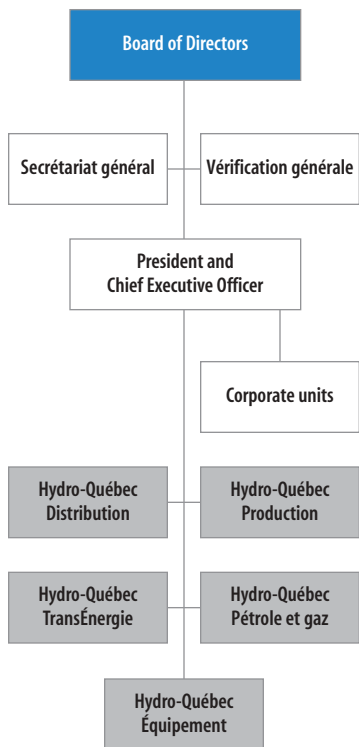 Board of Directors
Secrétariat général
Vérification générale
President and
Chief Executive Officer
Corporate units
Hydro-Québec
Distribution
Hydro-Québec
Production
Hydro-Québec
TransÉnergie
Hydro-Québec
Pétrole et gaz
Hydro-Québec
Équipement